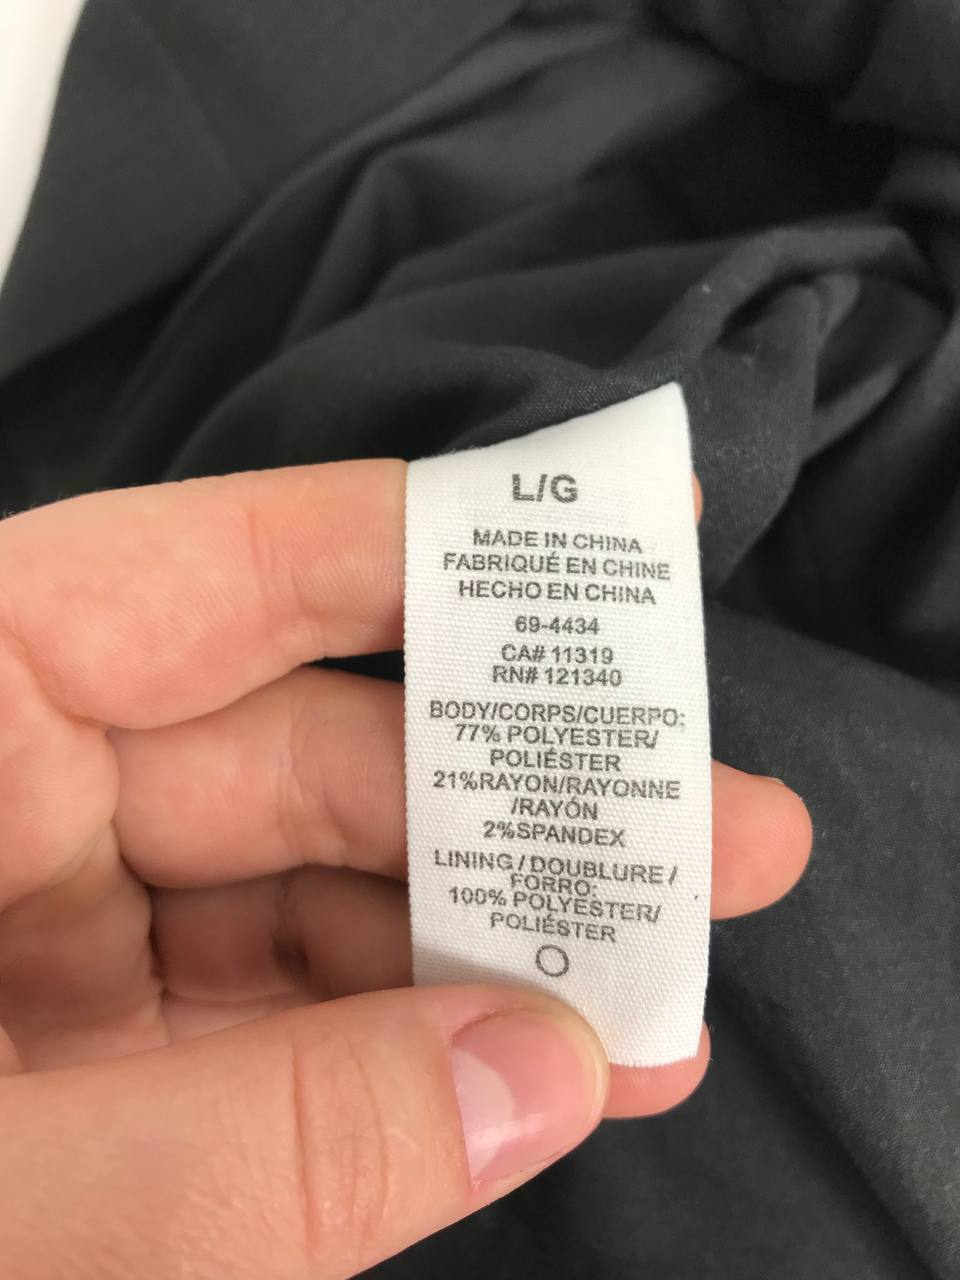 L/G
MADE IN CHINA
FABRIQUÉ EN CHINE
HECHO EN CHINA
69-4434
CA# 11319
RN# 121340
BODY/CORPS/CUERPO:
77% POLYESTER/
POLIÉSTER
21%RAYON/RAYONNE
/RAYÓN
2%SPANDEX
LINING / DOUBLURE /
FORRO:
100% POLYESTER/
POLIÉSTER